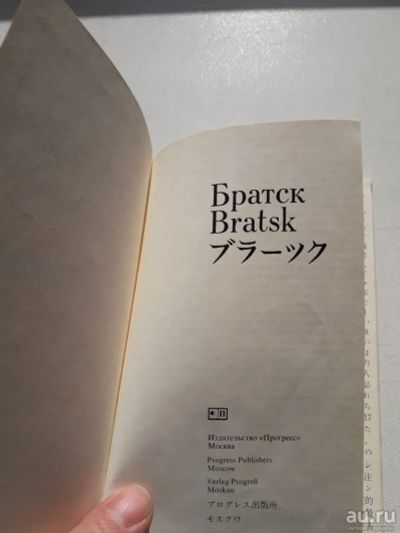 Братск
Bratsk
ブラーツク
Издательство «Прогресс»
Москва
Progress Publishers
Moscow
Verlag Progreß
Moskau
プログレス出版所
モスクワ
au.ru